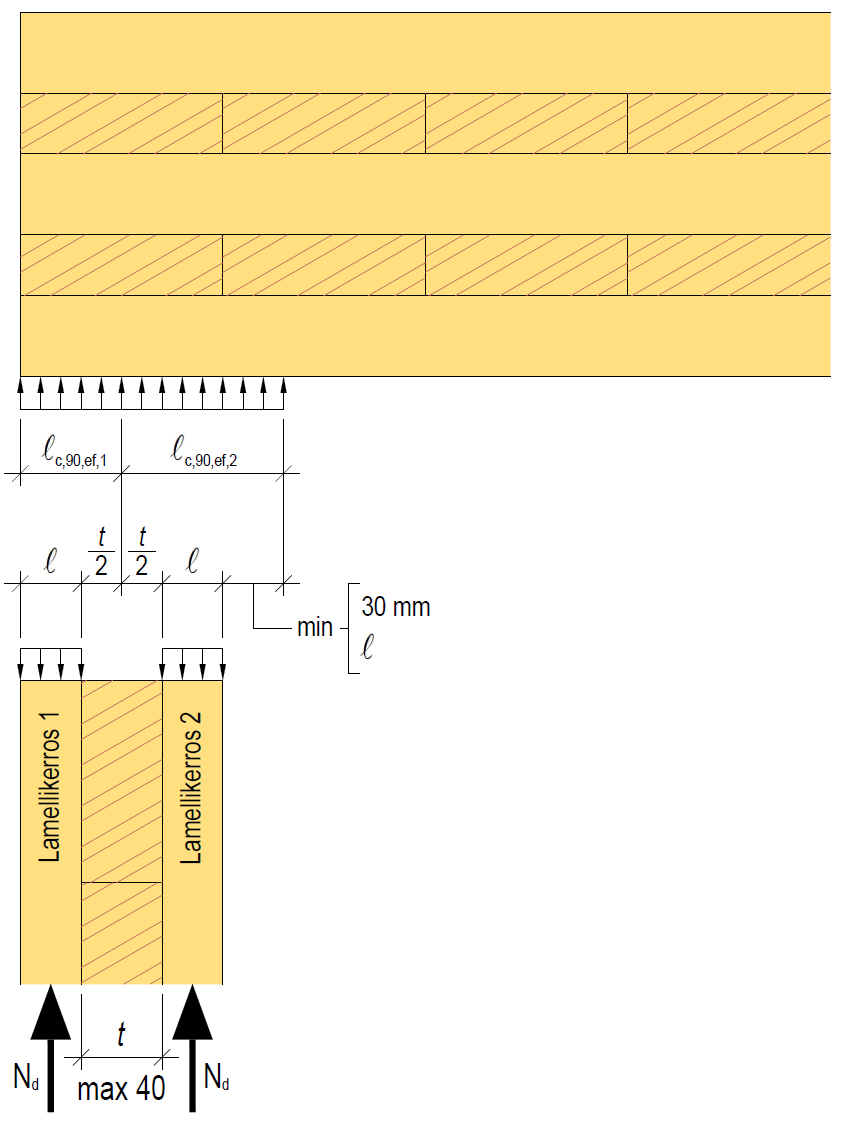 ℓc,90,ef,1 ℓc,90,ef,2
ℓ t/2 t/2 ℓ
min 30 mm
ℓ
Lamellikerros 1
Lamellikerros 2
t
max 40
Nd Nd